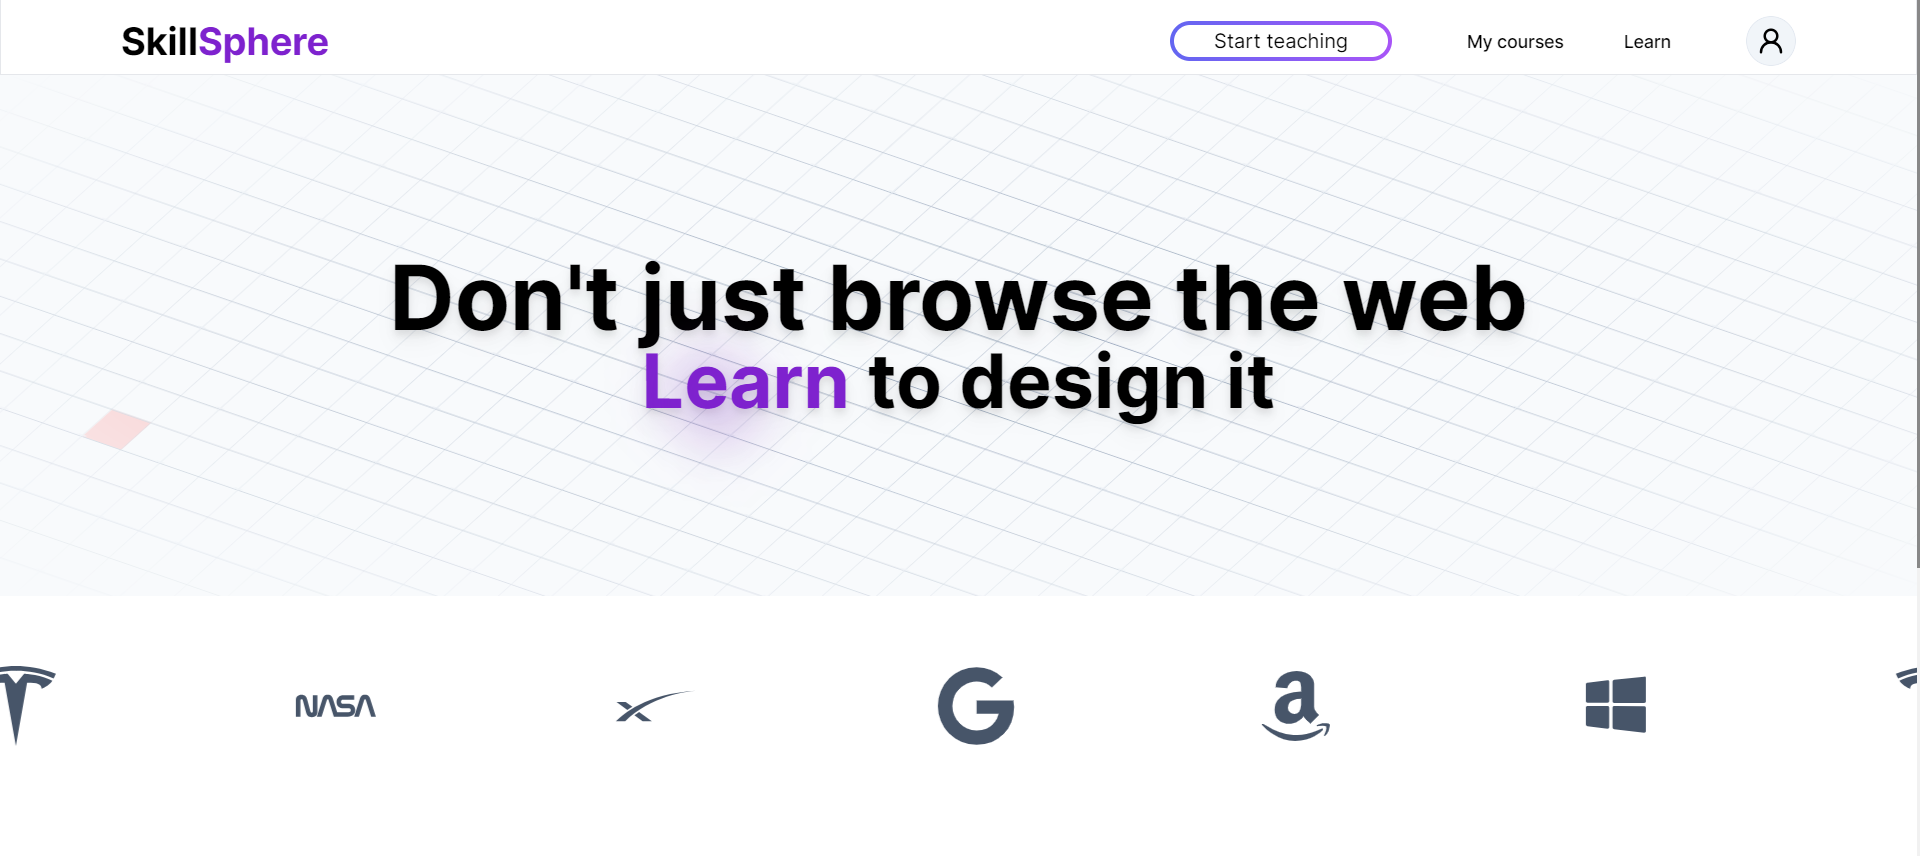 SkillSphere
Start teaching
My courses
Learn
Don't just browse the web
Learn to design it
NASA